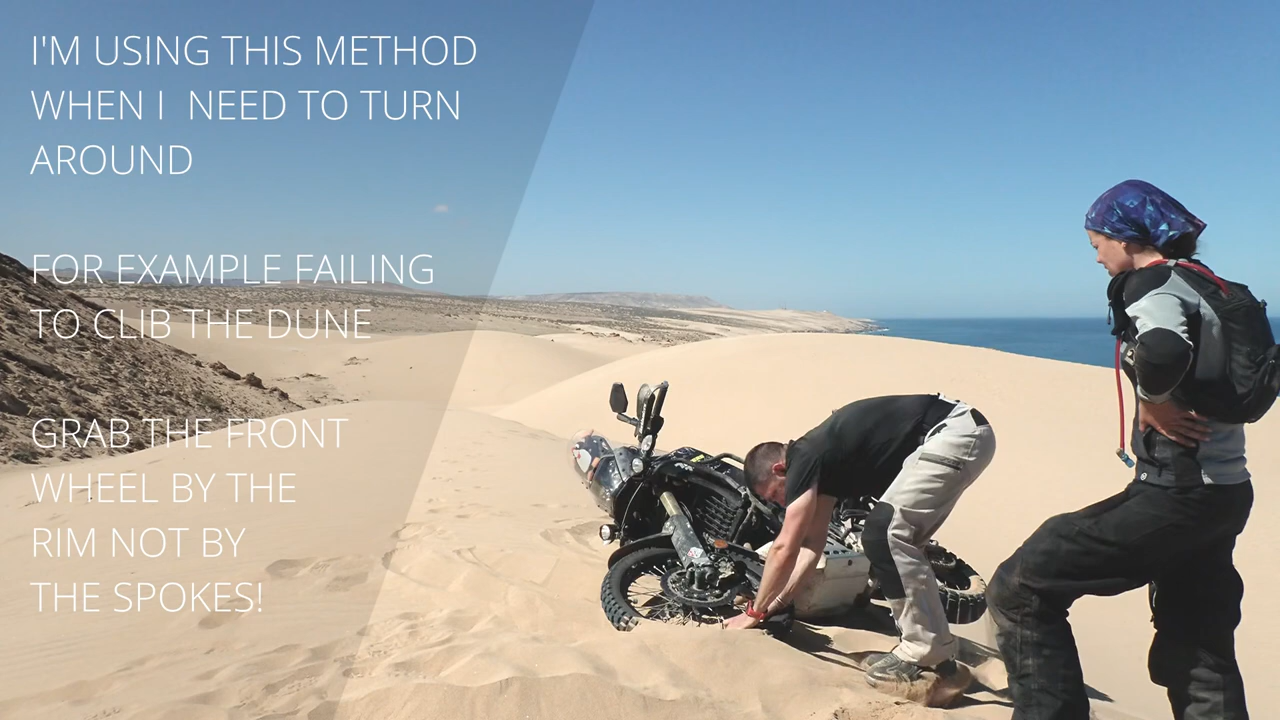 I'M USING THIS METHOD
WHEN I NEED TO TURN
AROUND
FOR EXAMPLE FAILING
TO CLIB THE DUNE
GRAB THE FRONT
WHEEL BY THE
RIM NOT BY
THE SPOKES!